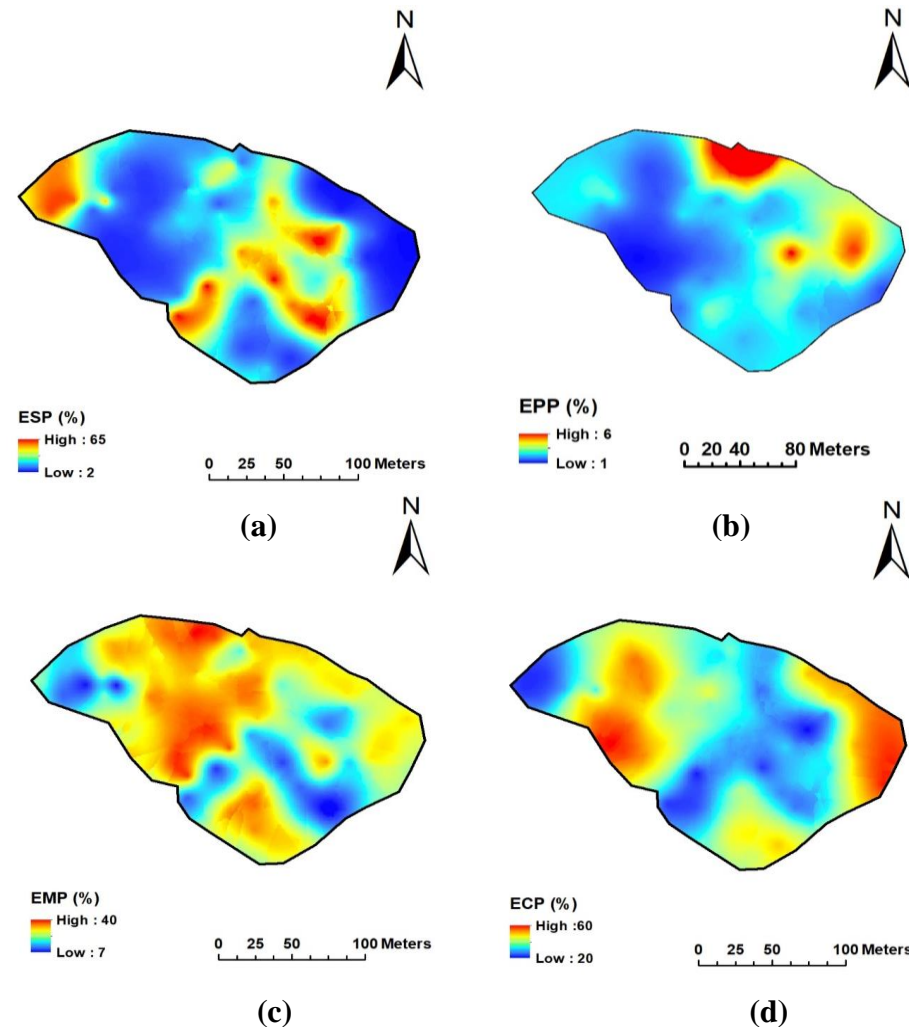 N
N
ESP (%)
High : 65
Low : 2
0 25 50 100 Meters
(a)
EPP (%)
High : 6
Low : 1
0 20 40 80 Meters
(b)
N
N
EMP (%)
High : 40
Low : 7
0 25 50 100 Meters
(c)
ECP (%)
High :60
Low : 20
0 25 50 100 Meters
(d)